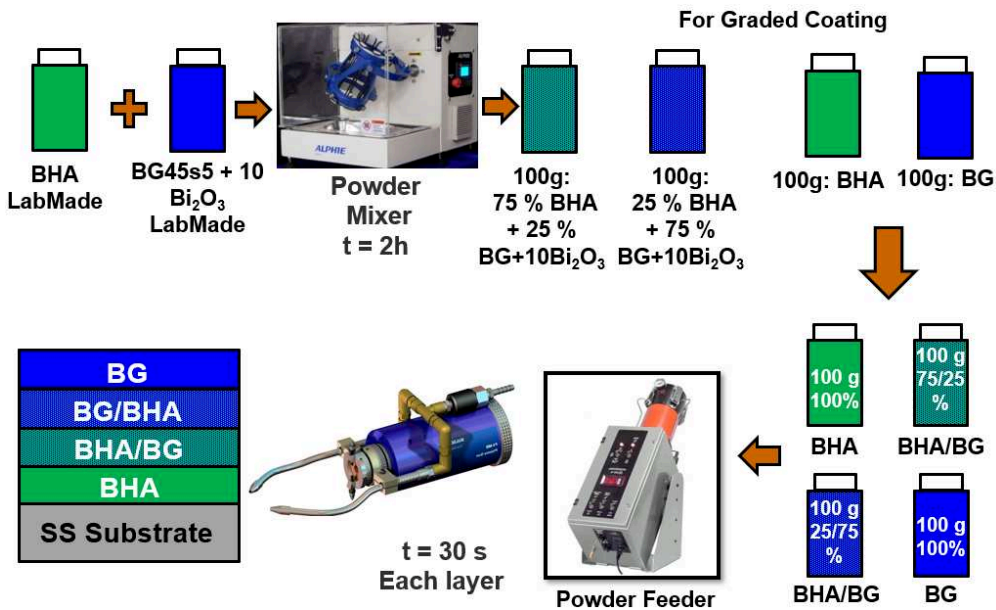 For Graded Coating
BHA
LabMade
BG45s5 + 10
Bi₂O₃
LabMade
ALPHIE
Powder
Mixer
t = 2h
100g:
75 % BHA
+ 25 %
BG+10Bi₂O₃
100g:
25 % BHA
+ 75 %
BG+10Bi₂O₃
100g: BHA
100g: BG
100 g
100%
BHA
100 g
75/25
%
BHA/BG
100 g
25/75
%
BHA/BG
100 g
100%
BG
Powder Feeder
t = 30 s
Each layer
BG
BG/BHA
BHA/BG
BHA
SS Substrate